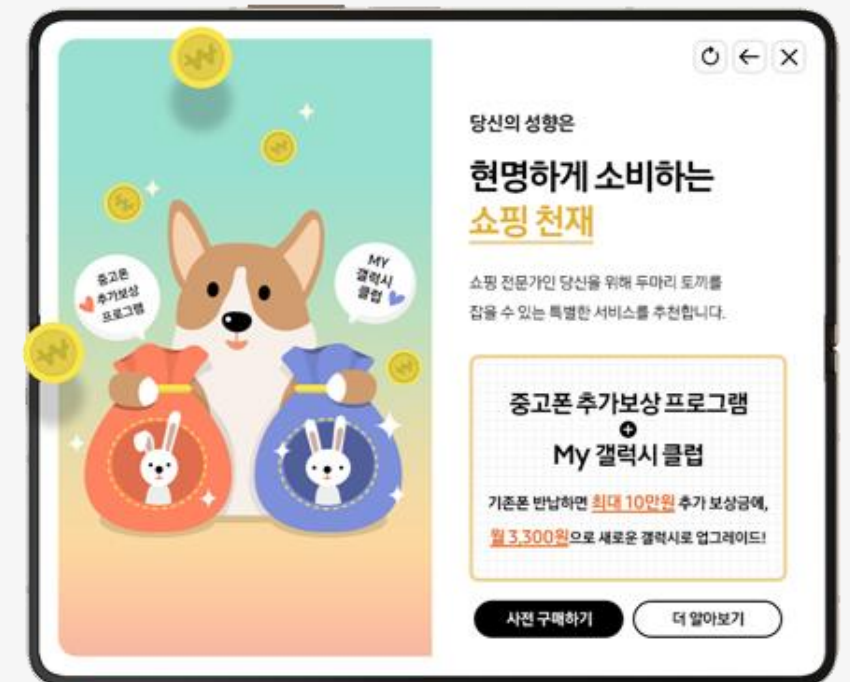 중고폰
추가보상
프로그램
MY
갤럭시
클럽
당신의 성향은
현명하게 소비하는
쇼핑 천재
쇼핑 전문가인 당신을 위해 두마리 토끼를
잡을 수 있는 특별한 서비스를 추천합니다.
중고폰 추가보상 프로그램
+
My 갤럭시 클럽
기존폰 반납하면 최대 10만원 추가 보상금에,
월 3,300원으로 새로운 갤럭시로 업그레이드!
사전 구매하기
더 알아보기